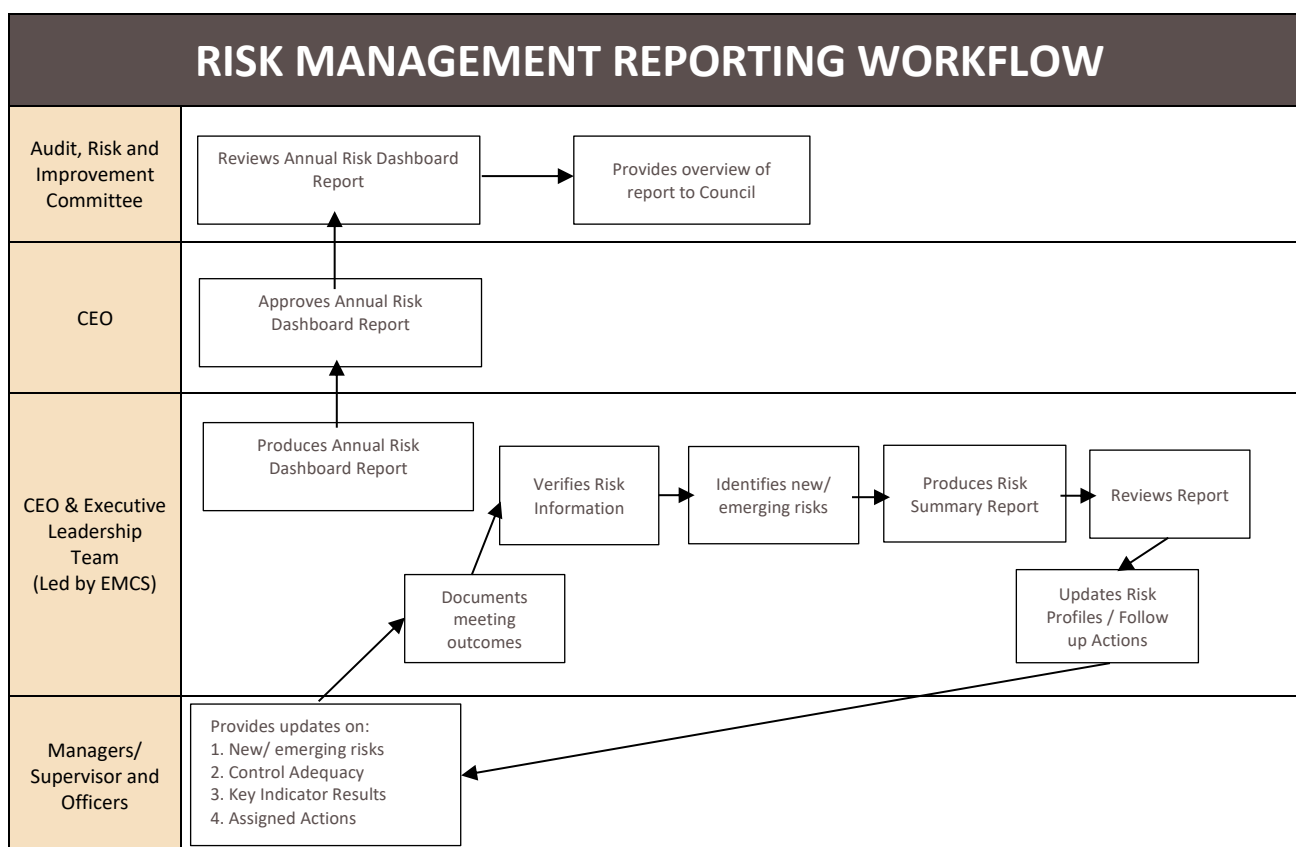 RISK MANAGEMENT REPORTING WORKFLOW
Audit, Risk and
Improvement
Committee
Reviews Annual Risk Dashboard
Report
Provides overview of
report to Council
CEO
Approves Annual Risk
Dashboard Report
CEO & Executive
Leadership
Team
(Led by EMCS)
Produces Annual Risk
Dashboard Report
Verifies Risk
Information
Identifies new/
emerging risks
Produces Risk
Summary Report
Reviews Report
Documents
meeting
outcomes
Updates Risk
Profiles / Follow
up Actions
Managers/
Supervisor and
Officers
Provides updates on:
1. New/ emerging risks
2. Control Adequacy
3. Key Indicator Results
4. Assigned Actions